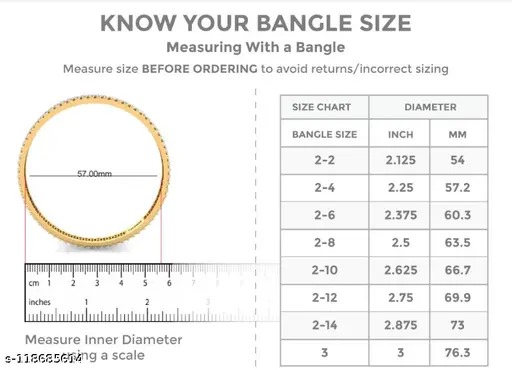 KNOW YOUR BANGLE SIZE
Measuring With a Bangle
Measure size BEFORE ORDERING to avoid returns/incorrect sizing
57.00mm
cm 1 2 3 4 5 6 7 8 9 10
inches 1 2 3
Measure Inner Diameter
using a scale
s-118685614
SIZE CHART DIAMETER
BANGLE SIZE INCH MM
2-2 2.125 54
2-4 2.25 57.2
2-6 2.375 60.3
2-8 2.5 63.5
2-10 2.625 66.7
2-12 2.75 69.9
2-14 2.875 73
3 3 76.3